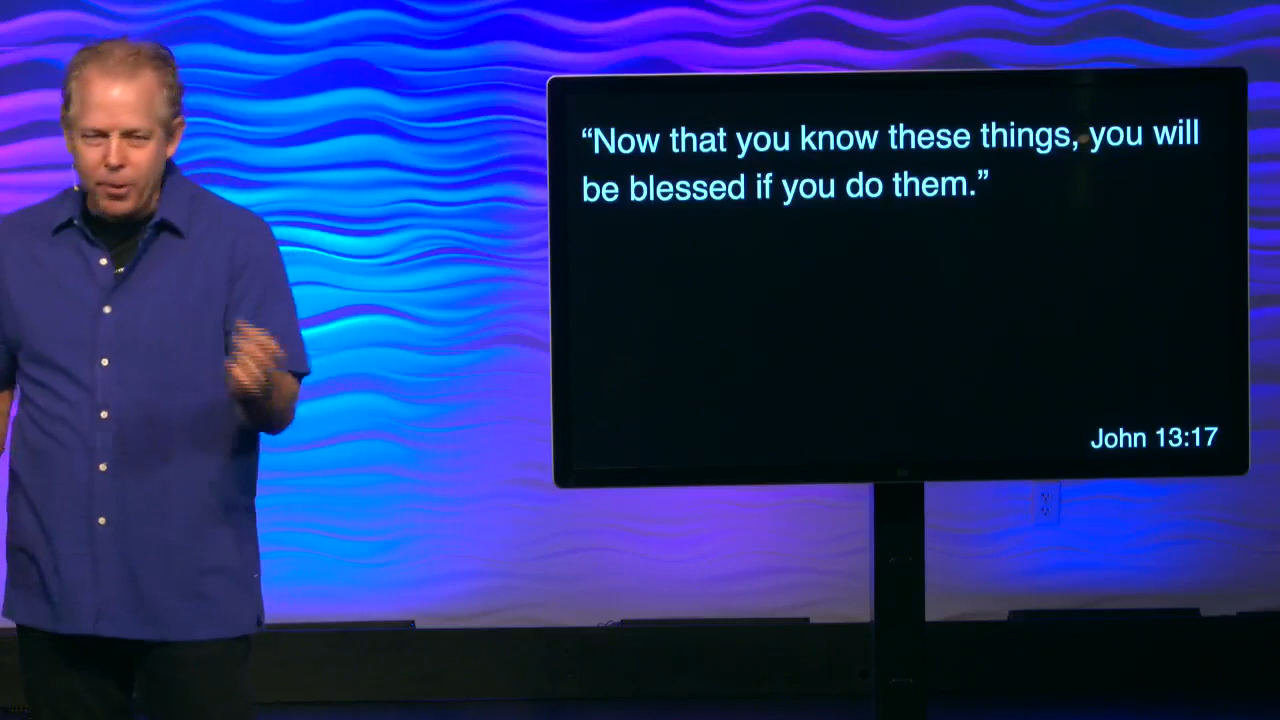 “Now that you know these things, you will
be blessed if you do them.”
John 13:17